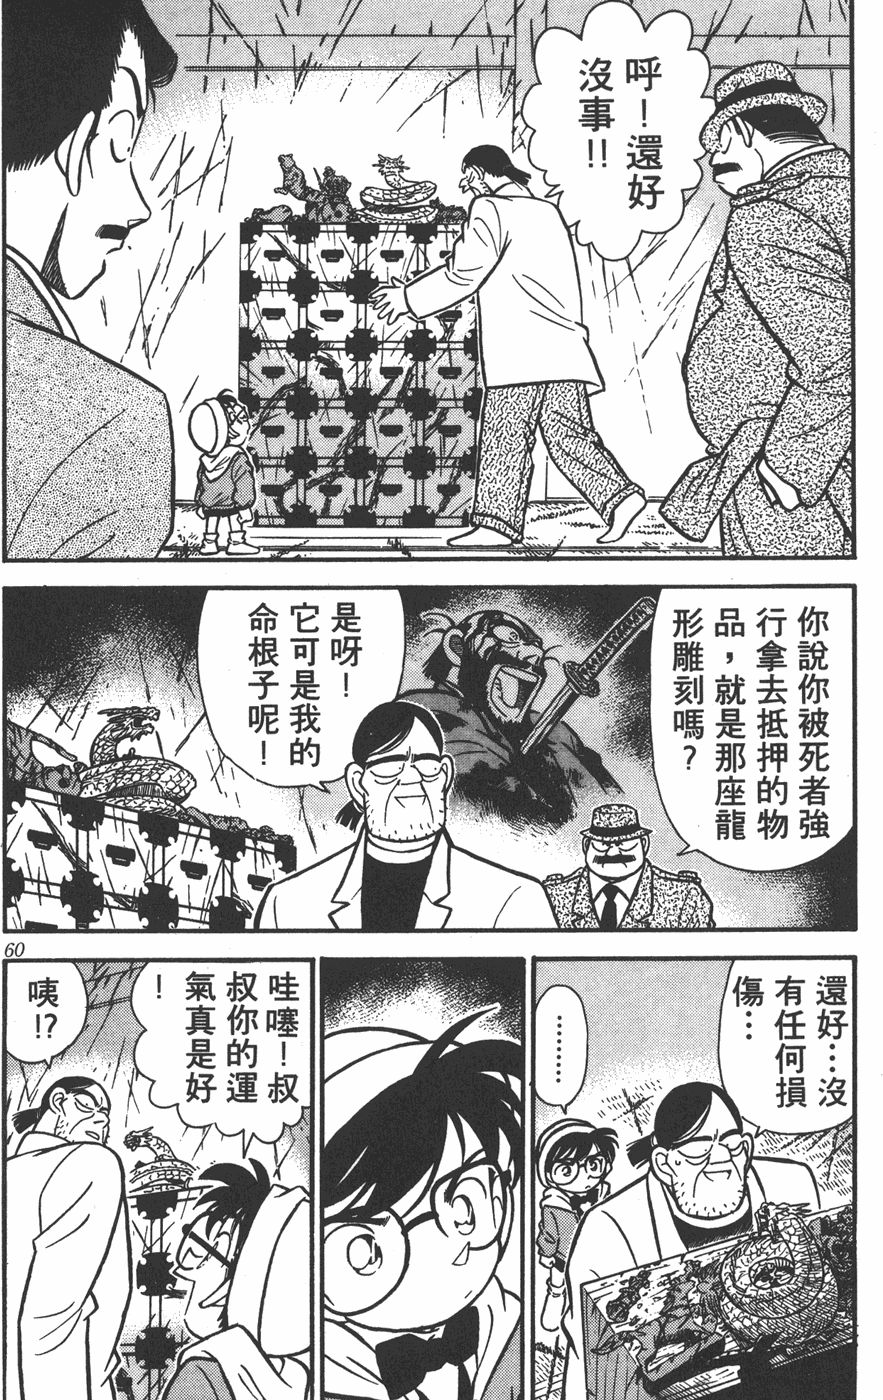 呼！還好
沒事!!
你說你被死者強
行拿去抵押的物
品，就是那座龍
形雕刻嗎？
是呀！
它可是我的
命根子呢！
60
還好…沒
有任何損
傷…
………
哇噻！叔
叔你的運
氣真是好
！
咦!?